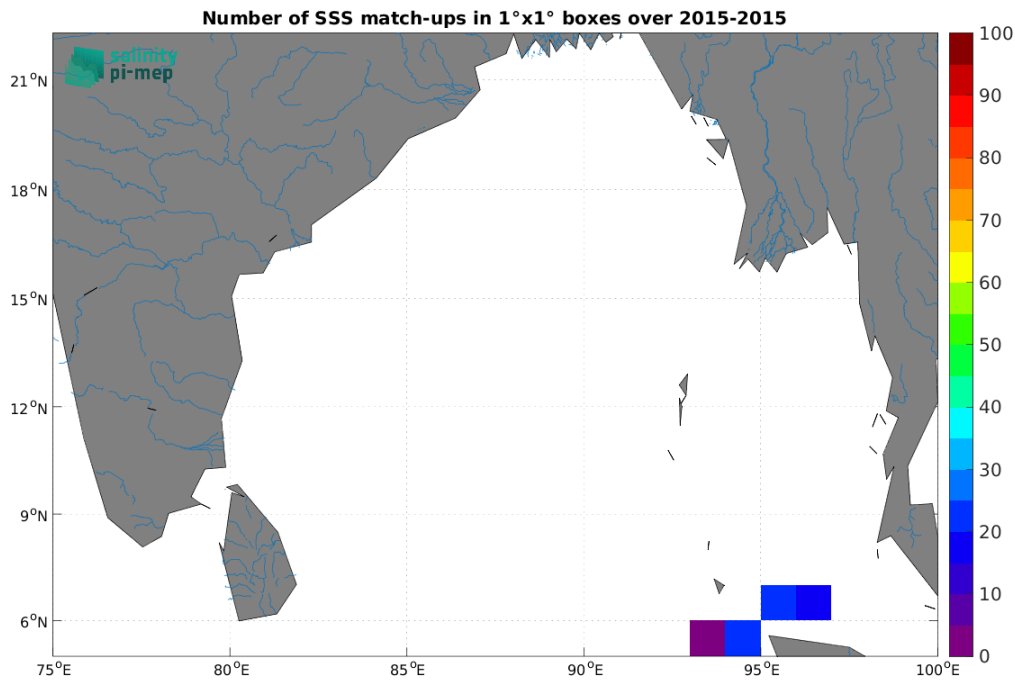 Number of SSS match-ups in 1°x1° boxes over 2015-2015
salinity
pi-mep
21°N
18°N
15°N
12°N
9°N
6°N
75°E 80°E 85°E 90°E 95°E 100°E
100
90
80
70
60
50
40
30
20
10
0